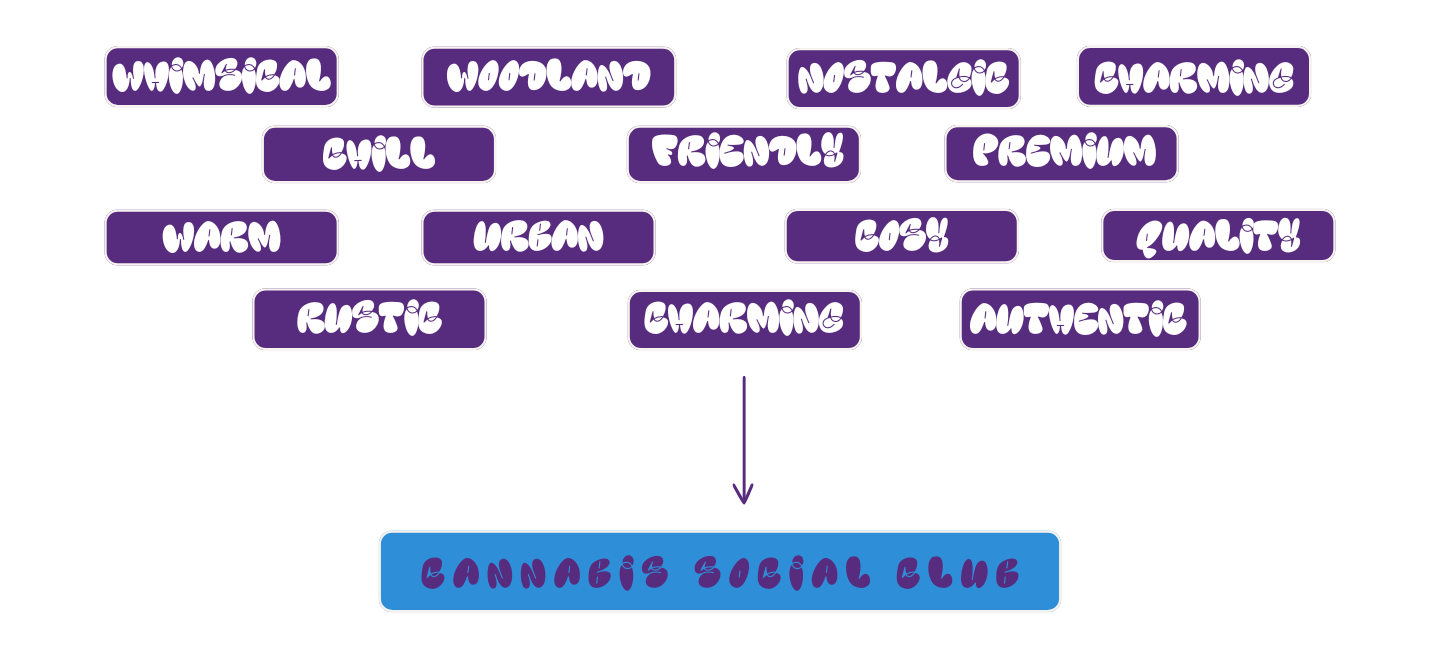 WHIMSICAL WOODLAND NOSTALGIC CHARMING
CHILL FRIENDLY PREMIUM
WARM URBAN COSY QUALITY
RUSTIC CHARMING AUTHENTIC
CANNABIS SOCIAL CLUB